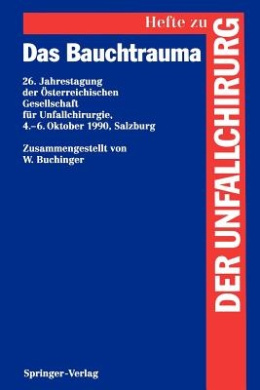 Hefte zu
DER UNFALLCHIRURG
Das Bauchtrauma
26. Jahrestagung
der Österreichischen
Gesellschaft
für Unfallchirurgie,
4.–6. Oktober 1990, Salzburg
Zusammengestellt von
W. Buchinger
Springer-Verlag